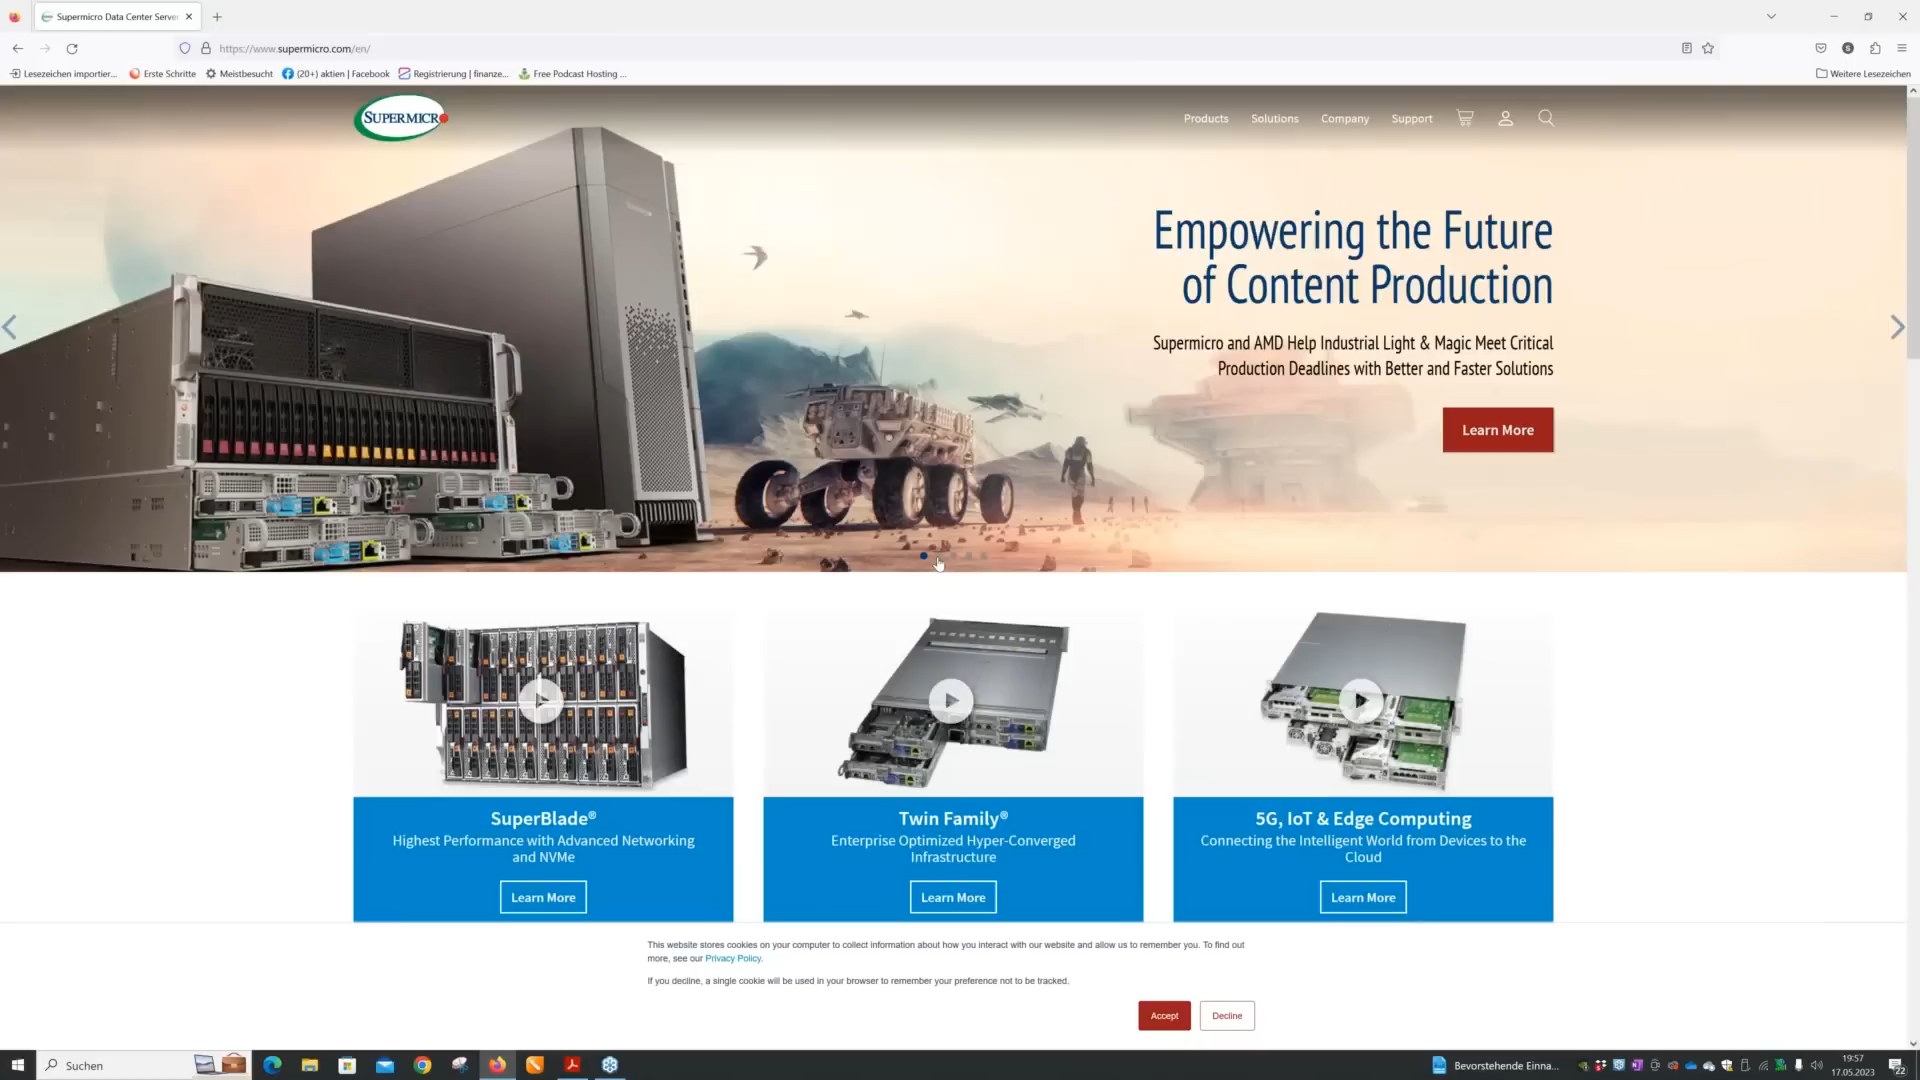 Supermicro Data Center Server
https://www.supermicro.com/en/
Lesezeichen importier...
Erste Schritte
Meistbesucht
(20+) aktien | Facebook
Registrierung | finanze...
Free Podcast Hosting ...
Weitere Lesezeichen
SUPERMICR
Products
Solutions
Company
Support
Empowering the Future
of Content Production
Supermicro and AMD Help Industrial Light & Magic Meet Critical
Production Deadlines with Better and Faster Solutions
Learn More
SuperBlade®
Highest Performance with Advanced Networking
and NVMe
Learn More
Twin Family®
Enterprise Optimized Hyper-Converged
Infrastructure
Learn More
5G, IoT & Edge Computing
Connecting the Intelligent World from Devices to the
Cloud
Learn More
This website stores cookies on your computer to collect information about how you interact with our website and allow us to remember you. To find out
more, see our Privacy Policy.
If you decline, a single cookie will be used in your browser to remember your preference not to be tracked.
Accept
Decline
Suchen
Bevorstehende Einna...
19:57
17.05.2023
22